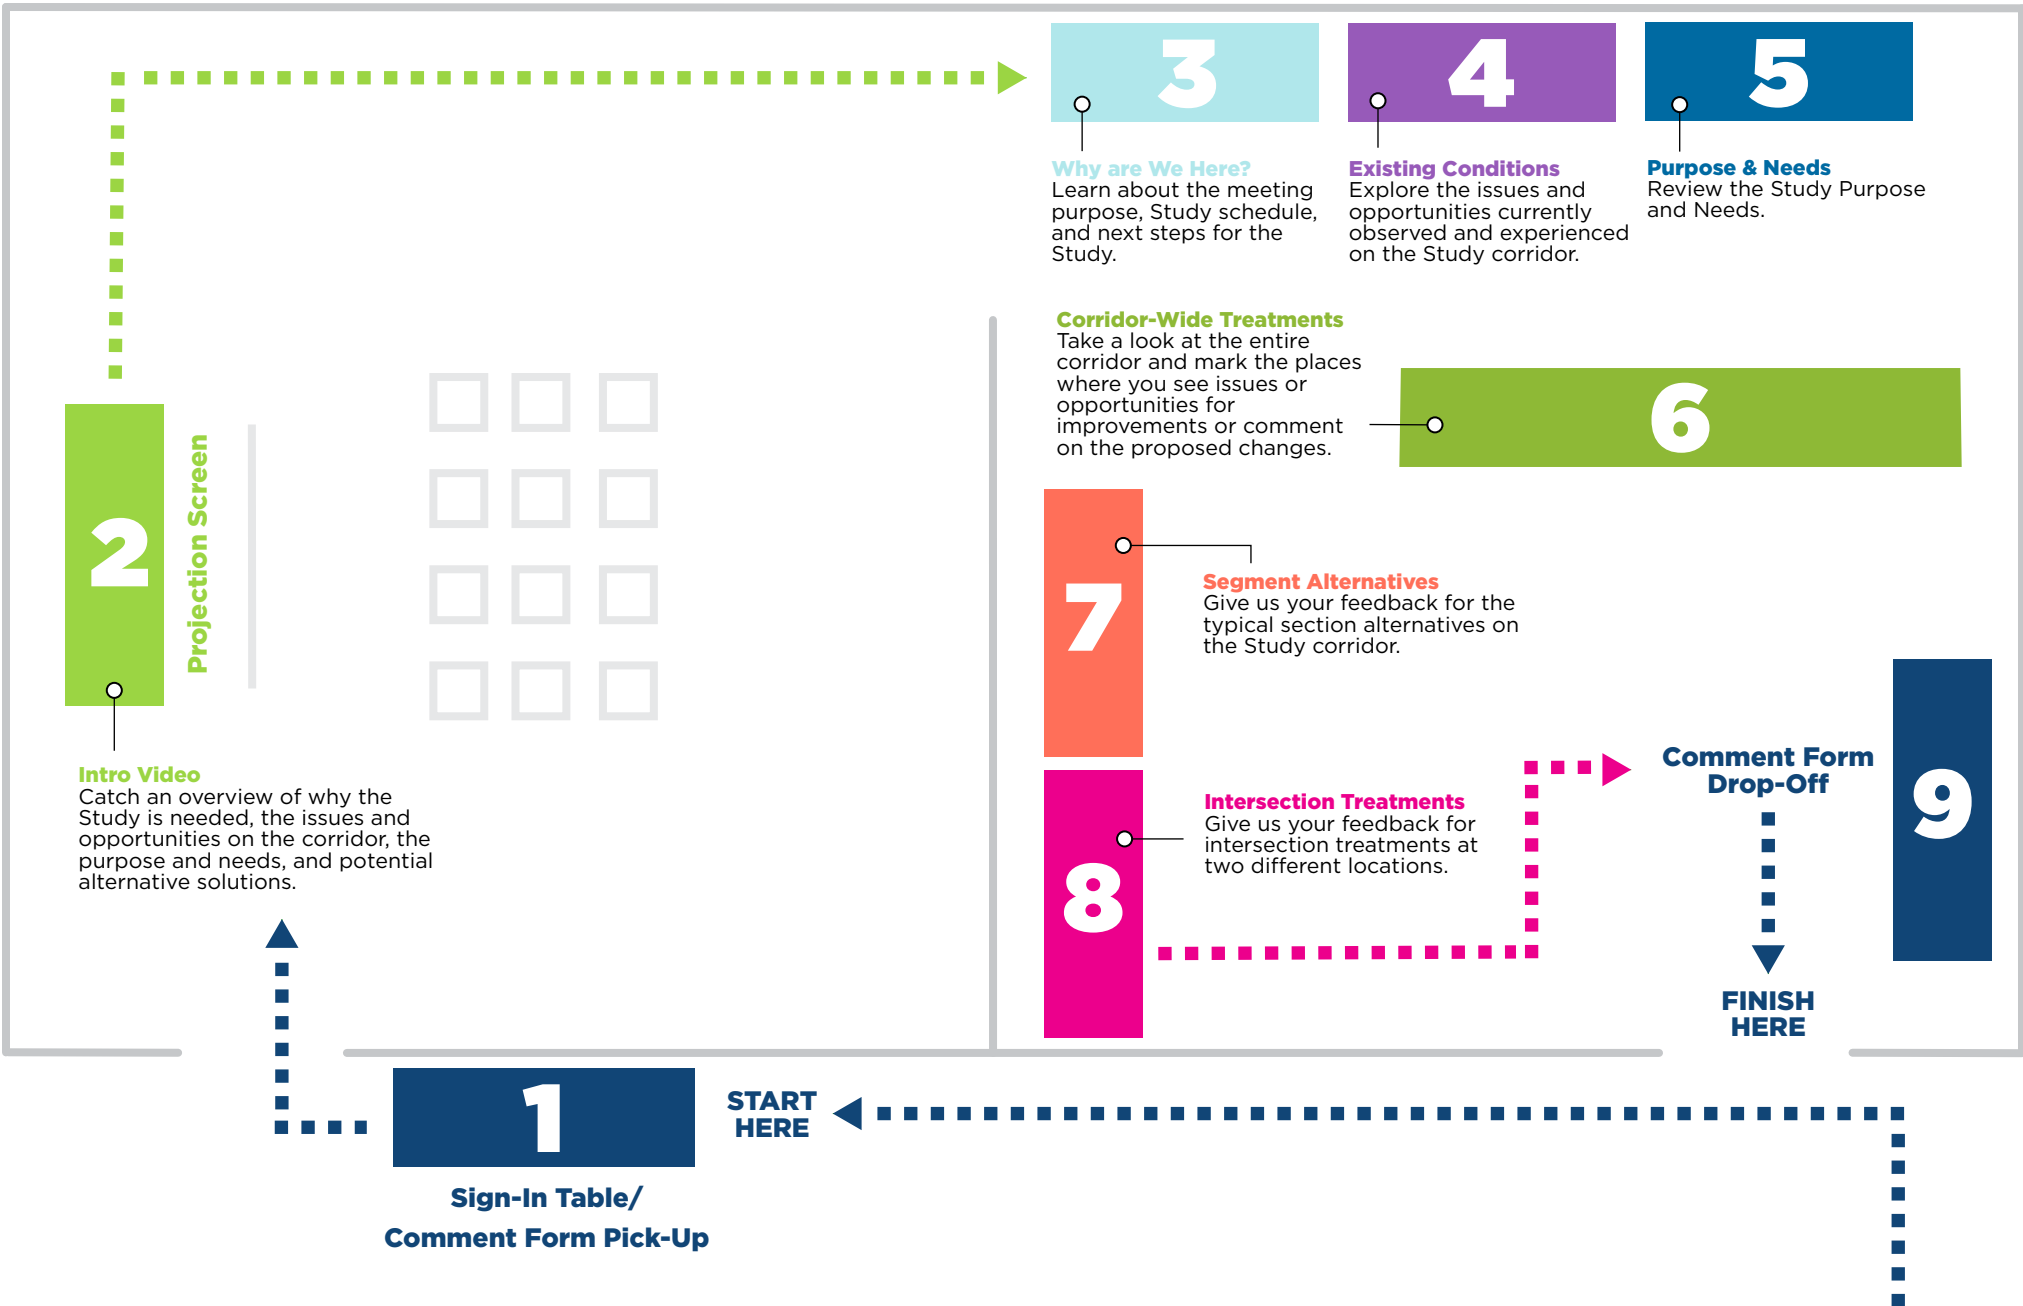 3
4
5
Why are We Here?
Learn about the meeting
purpose, Study schedule,
and next steps for the
Study.
Existing Conditions
Explore the issues and
opportunities currently
observed and experienced
on the Study corridor.
Purpose & Needs
Review the Study Purpose
and Needs.
Corridor-Wide Treatments
Take a look at the entire
corridor and mark the places
where you see issues or
opportunities for
improvements or comment
on the proposed changes.
6
2
Projection Screen
Intro Video
Catch an overview of why the
Study is needed, the issues and
opportunities on the corridor, the
purpose and needs, and potential
alternative solutions.
7
Segment Alternatives
Give us your feedback for the
typical section alternatives on
the Study corridor.
8
Intersection Treatments
Give us your feedback for
intersection treatments at
two different locations.
Comment Form
Drop-Off
9
FINISH
HERE
1
START
HERE
Sign-In Table/
Comment Form Pick-Up